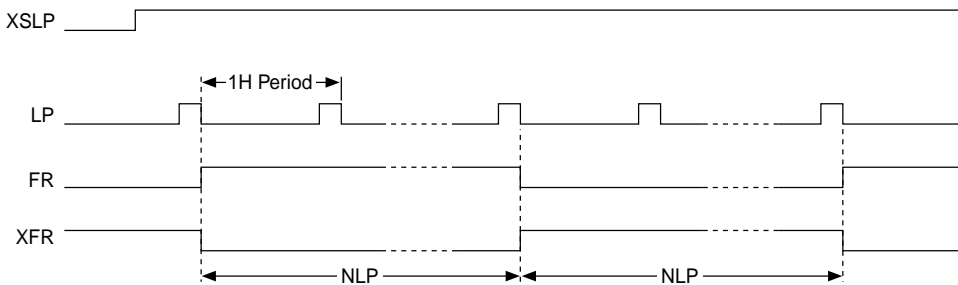 XSLP
1H Period
LP
FR
XFR
NLP NLP